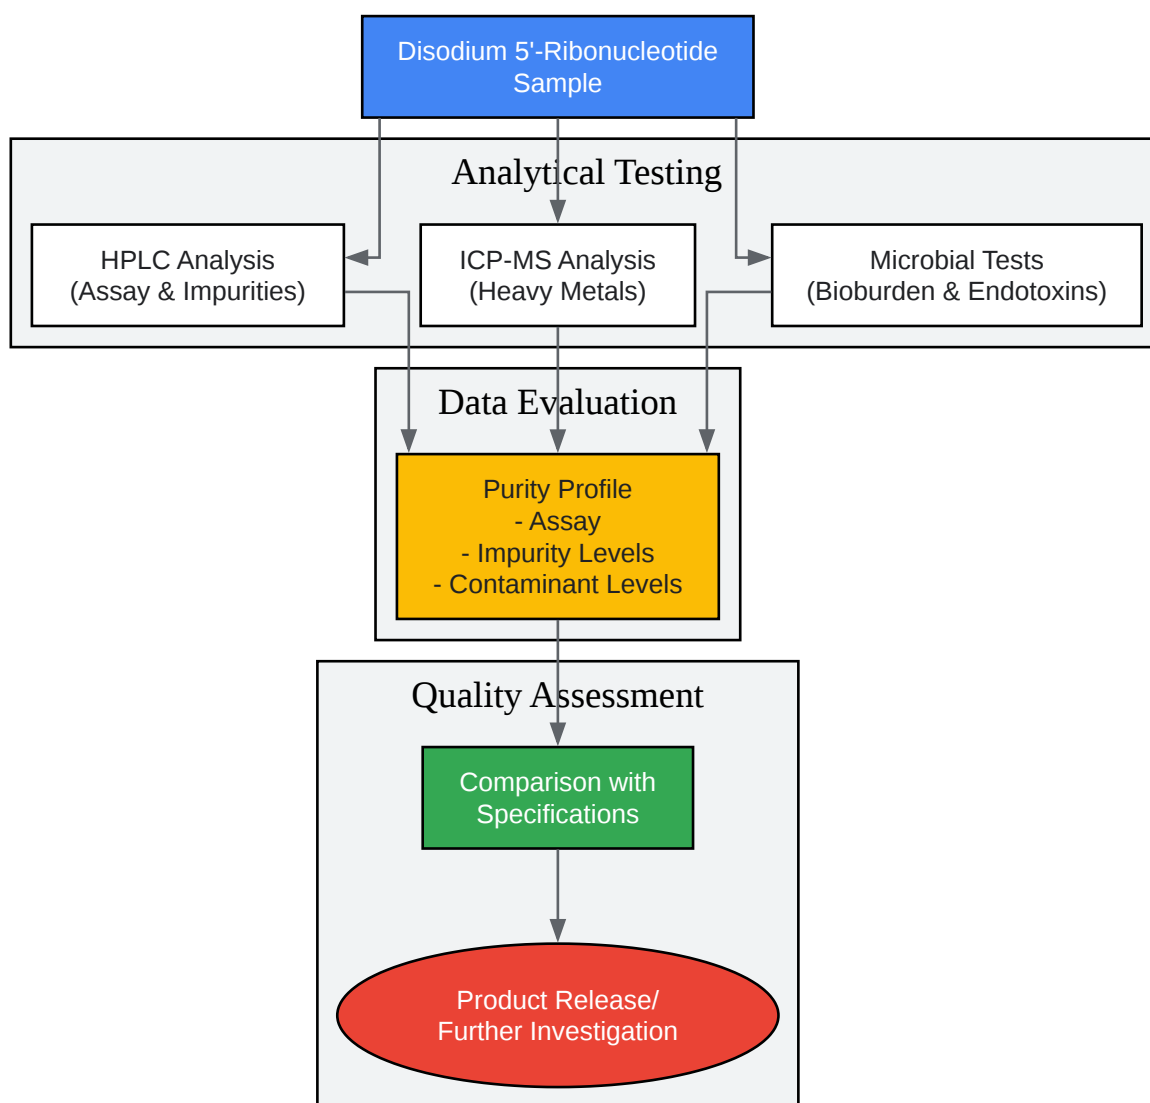 Disodium 5'-Ribonucleotide
Sample
Analytical Testing
HPLC Analysis
(Assay & Impurities)
ICP-MS Analysis
(Heavy Metals)
Microbial Tests
(Bioburden & Endotoxins)
Data Evaluation
Purity Profile
- Assay
- Impurity Levels
- Contaminant Levels
Quality Assessment
Comparison with
Specifications
Product Release/
Further Investigation